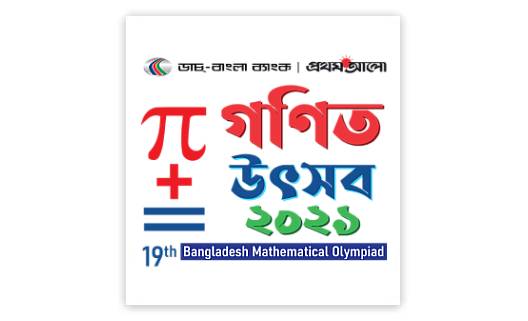 ডাচ্-বাংলা ব্যাংক | প্রথম আলো
π গণিত
+ উৎসব
= ২০২১
19th Bangladesh Mathematical Olympiad